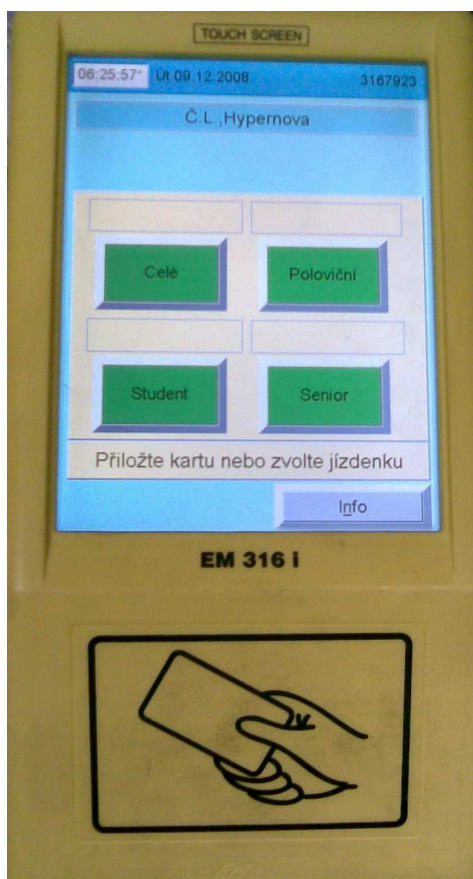 TOUCH SCREEN
06:25:57* Út 09.12.2008 3167923
Č.L.,Hypernova
Celé Poloviční
Student Senior
Přiložte kartu nebo zvolte jízdenku
Info
EM 316 i